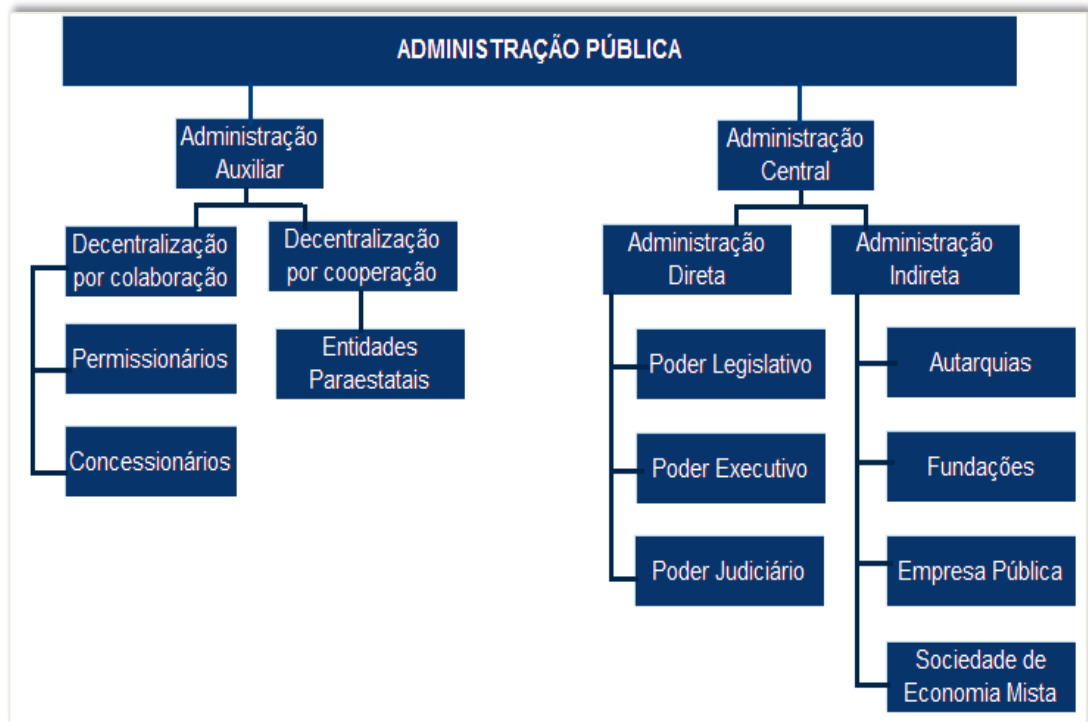 ADMINISTRAÇÃO PÚBLICA
Administração
Auxiliar
Administração
Central
Decentralização
por colaboração
Decentralização
por cooperação
Administração
Direta
Administração
Indireta
Permissionários
Entidades
Paraestatais
Poder Legislativo
Autarquias
Concessionários
Poder Executivo
Fundações
Poder Judiciário
Empresa Pública
Sociedade de
Economia Mista